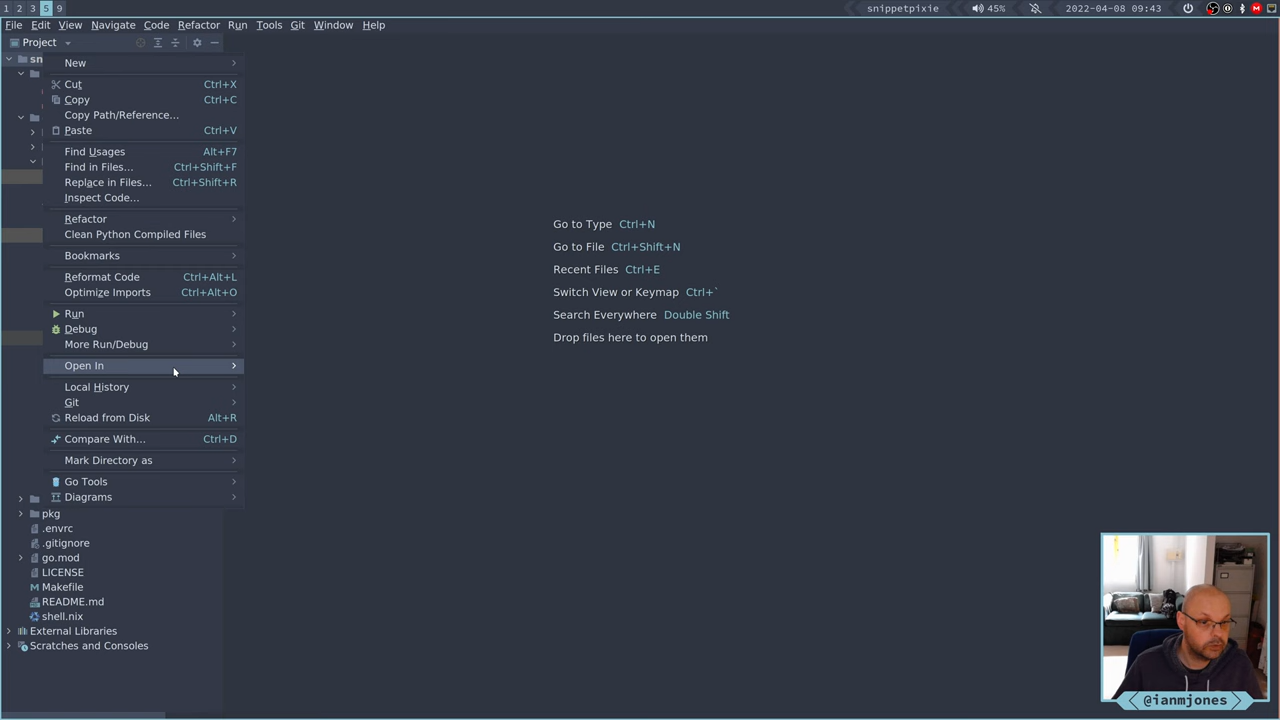 1 2 3 5 9
snippetpixie
45%
2022-04-08 09:43
File Edit View Navigate Code Refactor Run Tools Git Window Help
Project
sn
New
Cut Ctrl+X
Copy Ctrl+C
Copy Path/Reference...
Paste Ctrl+V
Find Usages Alt+F7
Find in Files... Ctrl+Shift+F
Replace in Files... Ctrl+Shift+R
Inspect Code...
Refactor
Clean Python Compiled Files
Bookmarks
Reformat Code Ctrl+Alt+L
Optimize Imports Ctrl+Alt+O
Run
Debug
More Run/Debug
Open In
Local History
Git
Reload from Disk Alt+R
Compare With... Ctrl+D
Mark Directory as
Go Tools
Diagrams
pkg
.envrc
.gitignore
go.mod
LICENSE
Makefile
README.md
shell.nix
External Libraries
Scratches and Consoles
Go to Type Ctrl+N
Go to File Ctrl+Shift+N
Recent Files Ctrl+E
Switch View or Keymap Ctrl+`
Search Everywhere Double Shift
Drop files here to open them
@ianmjones